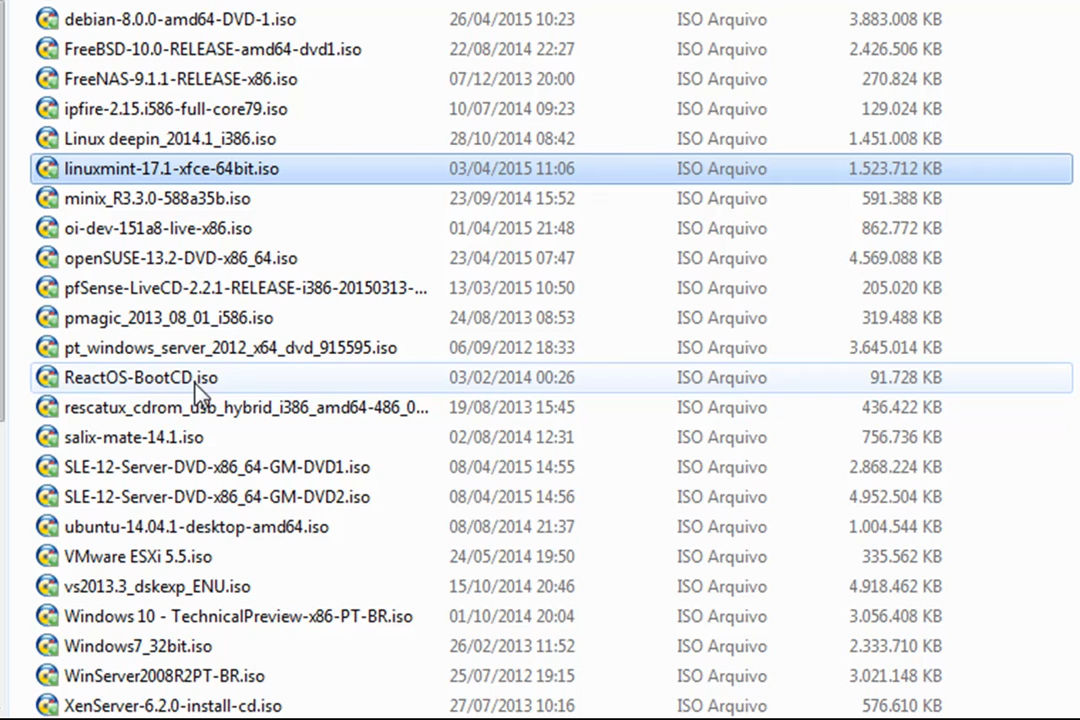 debian-8.0.0-amd64-DVD-1.iso 26/04/2015 10:23 ISO Arquivo 3.883.008 KB
FreeBSD-10.0-RELEASE-amd64-dvd1.iso 22/08/2014 22:27 ISO Arquivo 2.426.506 KB
FreeNAS-9.1.1-RELEASE-x86.iso 07/12/2013 20:00 ISO Arquivo 270.824 KB
ipfire-2.15.i586-full-core79.iso 10/07/2014 09:23 ISO Arquivo 129.024 KB
Linux deepin_2014.1_i386.iso 28/10/2014 08:42 ISO Arquivo 1.451.008 KB
linuxmint-17.1-xfce-64bit.iso 03/04/2015 11:06 ISO Arquivo 1.523.712 KB
minix_R3.3.0-588a35b.iso 23/09/2014 15:52 ISO Arquivo 591.388 KB
oi-dev-151a8-live-x86.iso 01/04/2015 21:48 ISO Arquivo 862.772 KB
openSUSE-13.2-DVD-x86_64.iso 23/04/2015 07:47 ISO Arquivo 4.569.088 KB
pfSense-LiveCD-2.2.1-RELEASE-i386-20150313-... 13/03/2015 10:50 ISO Arquivo 205.020 KB
pmagic_2013_08_01_i586.iso 24/08/2013 08:53 ISO Arquivo 319.488 KB
pt_windows_server_2012_x64_dvd_915595.iso 06/09/2012 18:33 ISO Arquivo 3.645.014 KB
ReactOS-BootCD.iso 03/02/2014 00:26 ISO Arquivo 91.728 KB
rescatux_cdrom_usb_hybrid_i386_amd64-486_0... 19/08/2013 15:45 ISO Arquivo 436.422 KB
salix-mate-14.1.iso 02/08/2014 12:31 ISO Arquivo 756.736 KB
SLE-12-Server-DVD-x86_64-GM-DVD1.iso 08/04/2015 14:55 ISO Arquivo 2.868.224 KB
SLE-12-Server-DVD-x86_64-GM-DVD2.iso 08/04/2015 14:56 ISO Arquivo 4.952.504 KB
ubuntu-14.04.1-desktop-amd64.iso 08/08/2014 21:37 ISO Arquivo 1.004.544 KB
VMware ESXi 5.5.iso 24/05/2014 19:50 ISO Arquivo 335.562 KB
vs2013.3_dskexp_ENU.iso 15/10/2014 20:46 ISO Arquivo 4.918.462 KB
Windows 10 - TechnicalPreview-x86-PT-BR.iso 01/10/2014 20:04 ISO Arquivo 3.056.408 KB
Windows7_32bit.iso 26/02/2013 11:52 ISO Arquivo 2.333.710 KB
WinServer2008R2PT-BR.iso 25/07/2012 19:15 ISO Arquivo 3.021.148 KB
XenServer-6.2.0-install-cd.iso 27/07/2013 10:16 ISO Arquivo 576.610 KB